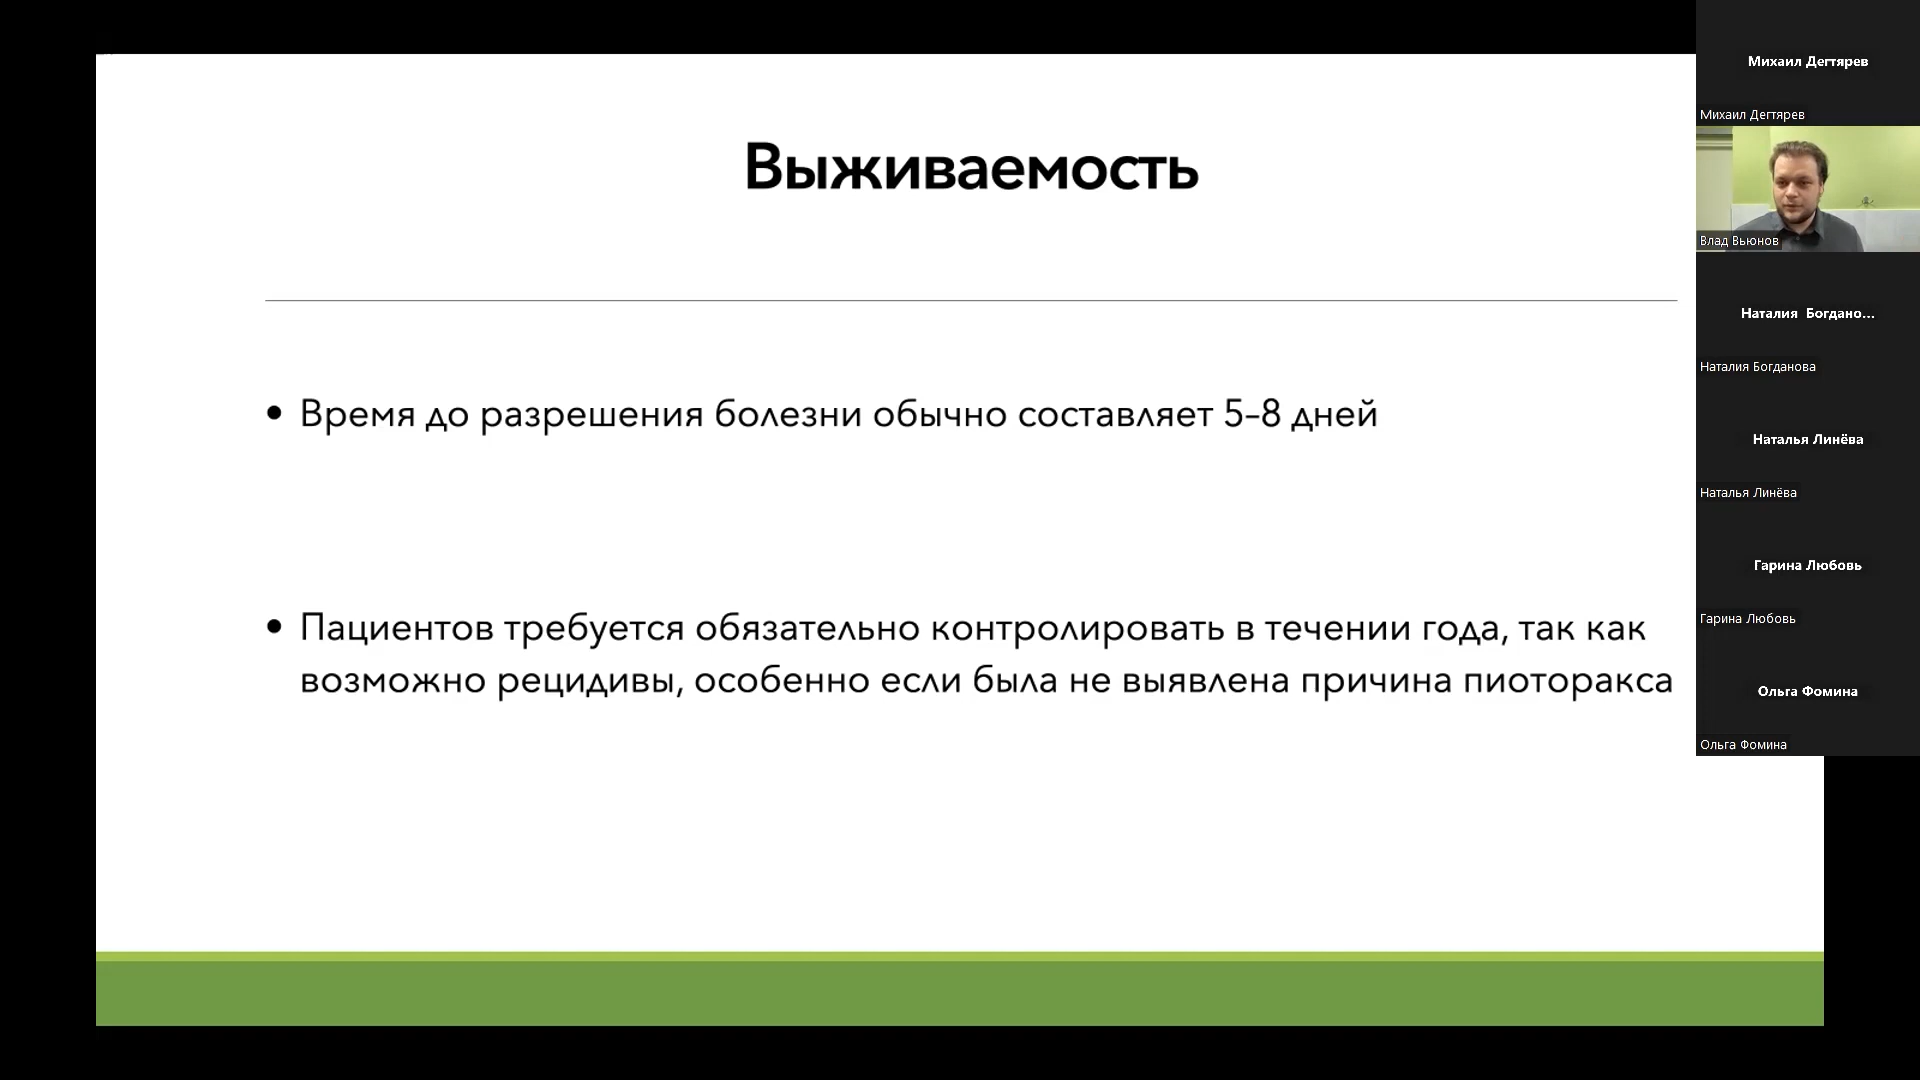 Выживаемость
• Время до разрешения болезни обычно составляет 5-8 дней
• Пациентов требуется обязательно контролировать в течении года, так как
возможно рецидивы, особенно если была не выявлена причина пиоторакса
Михаил Дегтярев
Михаил Дегтярев
Влад Вьюнов
Наталия Богдано...
Наталия Богданова
Наталья Линёва
Наталья Линёва
Гарина Любовь
Гарина Любовь
Ольга Фомина
Ольга Фомина